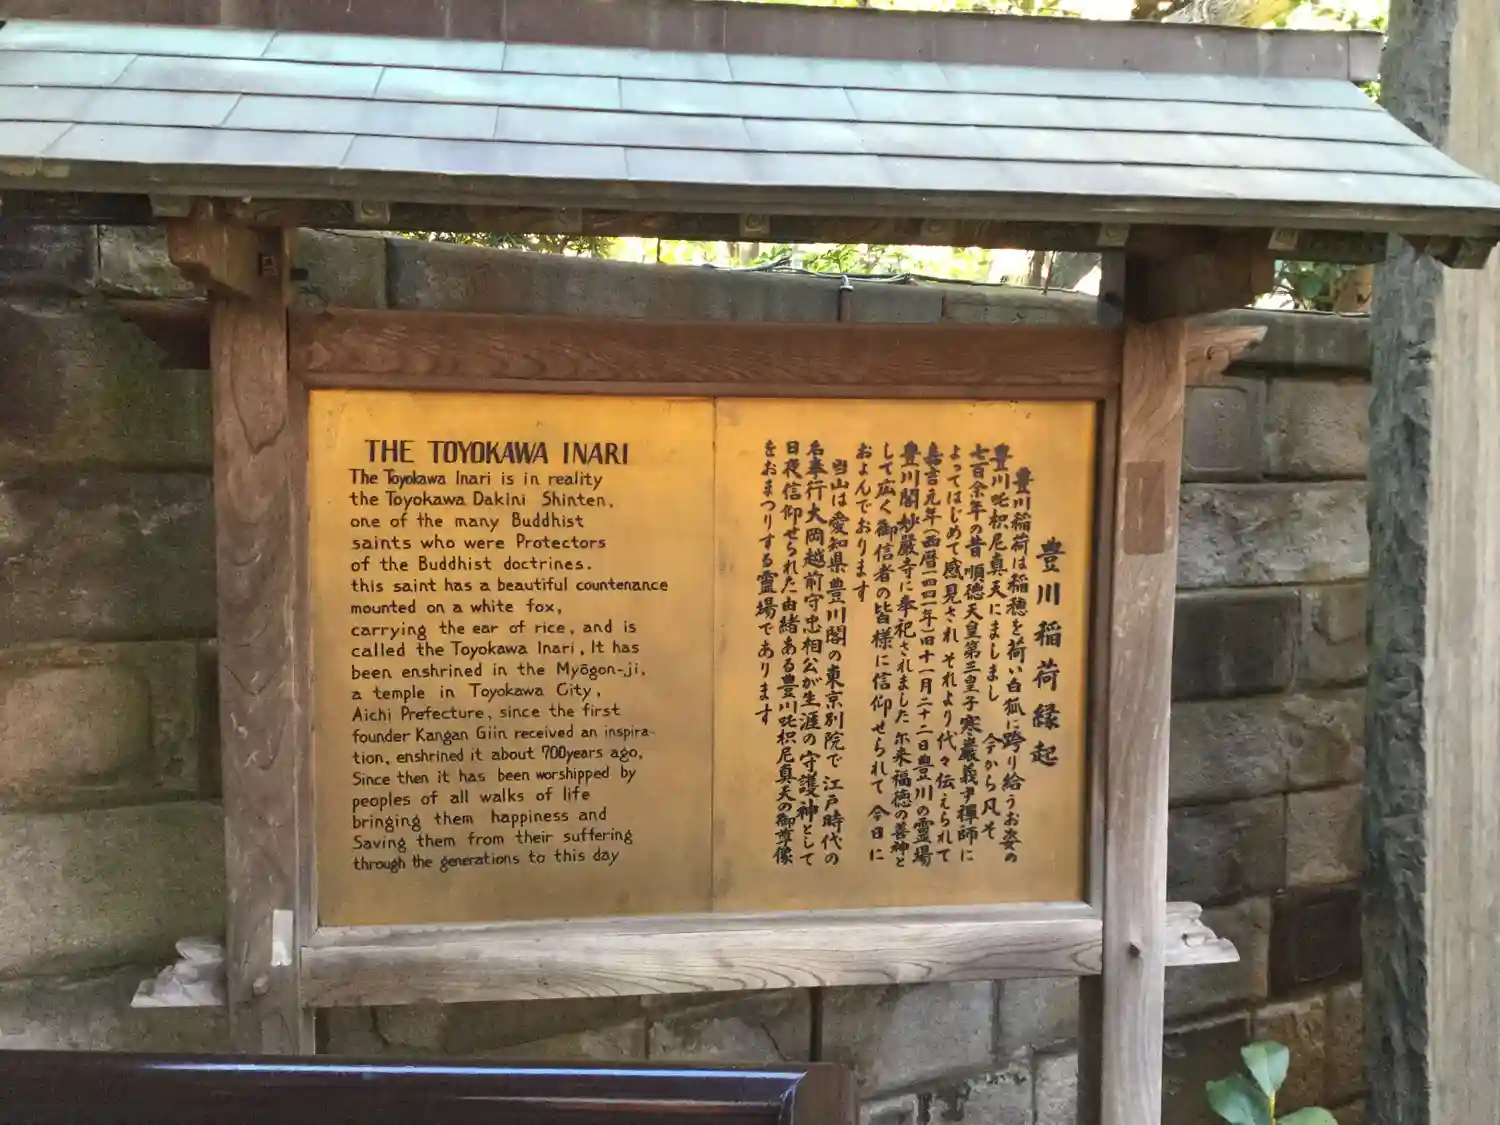 THE TOYOKAWA INARI
The Toyokawa Inari is in reality
the Toyokawa Dakini Shinten,
one of the many Buddhist
saints who were Protectors
of the Buddhist doctrines.
this saint has a beautiful countenance
mounted on a white fox,
carrying the ear of rice, and is
called the Toyokawa Inari, It has
been enshrined in the Myōgon-ji,
a temple in Toyokawa City,
Aichi Prefecture, since the first
founder Kangan Giin received an inspira-
tion, enshrined it about 700years ago,
Since then it has been worshipped by
peoples of all walks of life
bringing them happiness and
Saving them from their suffering
through the generations to this day
豊川稲荷縁起
豊川稲荷は稲穂を荷い白狐に跨り給うお姿の
豊川吒枳尼真天にましまし 今から凡そ
七百余年の昔順徳天皇第三皇子寒巖義尹禅師に
よってはじめて感見されそれより代々伝えられて
嘉吉元年(西暦一四四一年)旧十一月二十二日豊川の霊場
豊川閣妙嚴寺に奉祀されました尓来福徳の善神と
して広く御信者の皆様に信仰せられて今日に
およんでおります
当山は愛知県豊川閣の東京別院で江戸時代の
名奉行大岡越前守忠相公が生涯の守護神として
日夜信仰せられた由緒ある豊川吒枳尼真天の御尊像
をおまつりする霊場であります